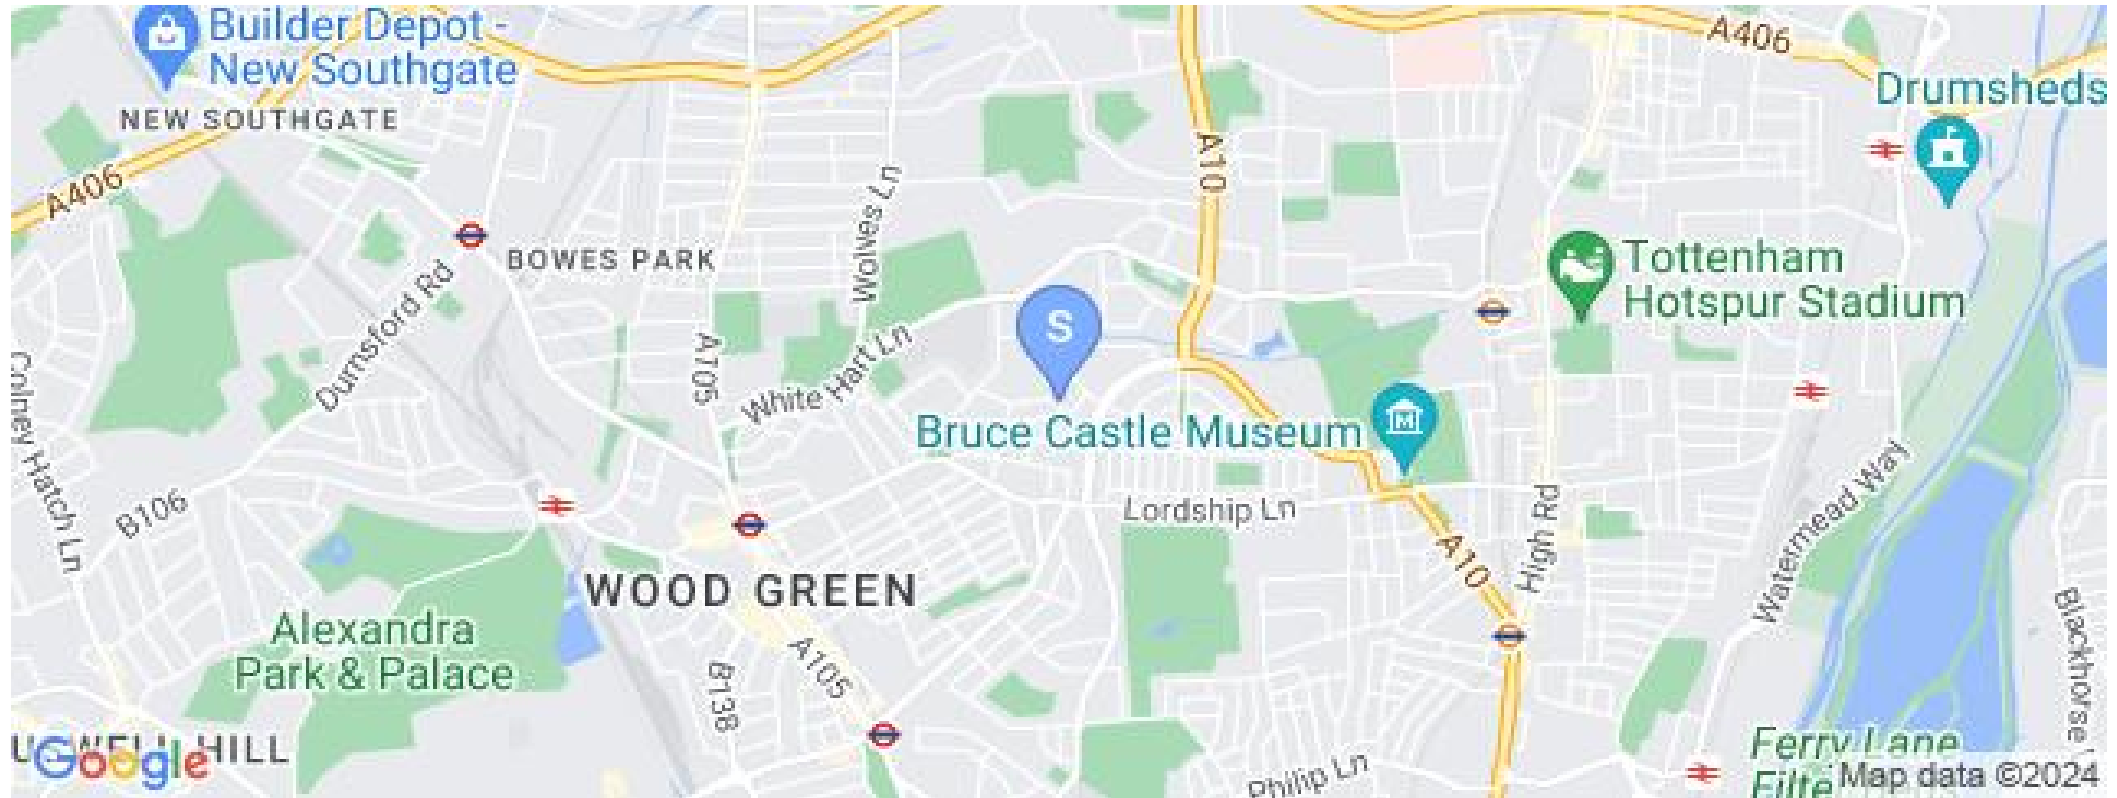 Builder Depot -
New Southgate
NEW SOUTHGATE
A406
A406
Drumsheds
A10
Wolves Ln
BOWES PARK
Durnsford Rd
Tottenham
Hotspur Stadium
A105
White Hart Ln
S
Colney Hatch Ln
Bruce Castle Museum
M
B106
Lordship Ln
Watermead Way
High Rd
A10
WOOD GREEN
Alexandra
Park & Palace
A105
B138
Blackhorse
HILL
Google
Philip Ln
Ferry Lane
Map data ©2024